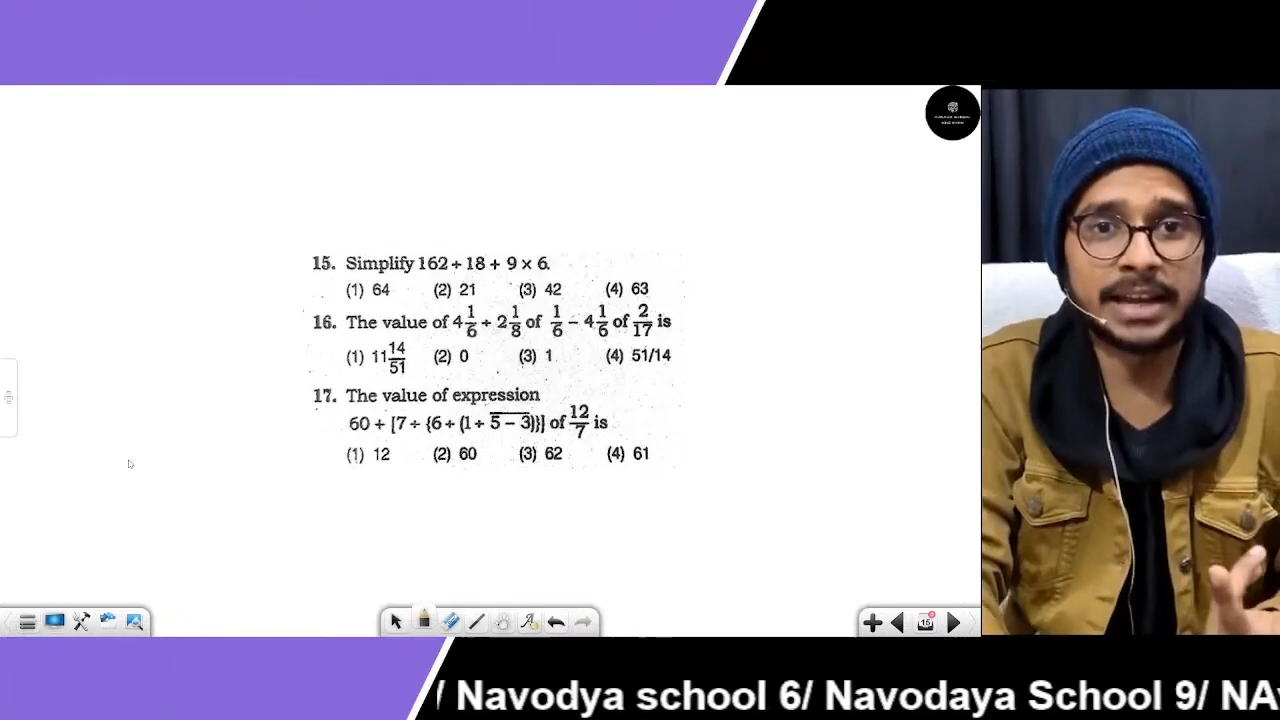 15. Simplify 162 ÷ 18 + 9 × 6.
(1) 64 (2) 21 (3) 42 (4) 63
16. The value of 4 1/6 ÷ 2 1/8 of 1/6 − 4 1/6 of 2/17 is
(1) 11 14/51 (2) 0 (3) 1 (4) 51/14
17. The value of expression
60 + [7 ÷ {6 + (1 + 5 − 3)}] of 12/7 is
(1) 12 (2) 60 (3) 62 (4) 61
15
/ Navodya school 6/ Navodaya School 9/ NA